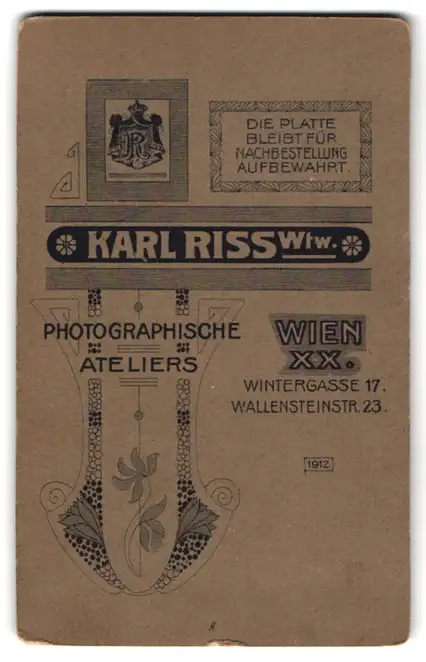 R
DIE PLATTE
BLEIBT FÜR
NACHBESTELLUNG
AUFBEWAHRT.
KARL RISS Wtw.
PHOTOGRAPHISCHE
ATELIERS
WIEN
XX.
WINTERGASSE 17.
WALLENSTEINSTR. 23.
1912